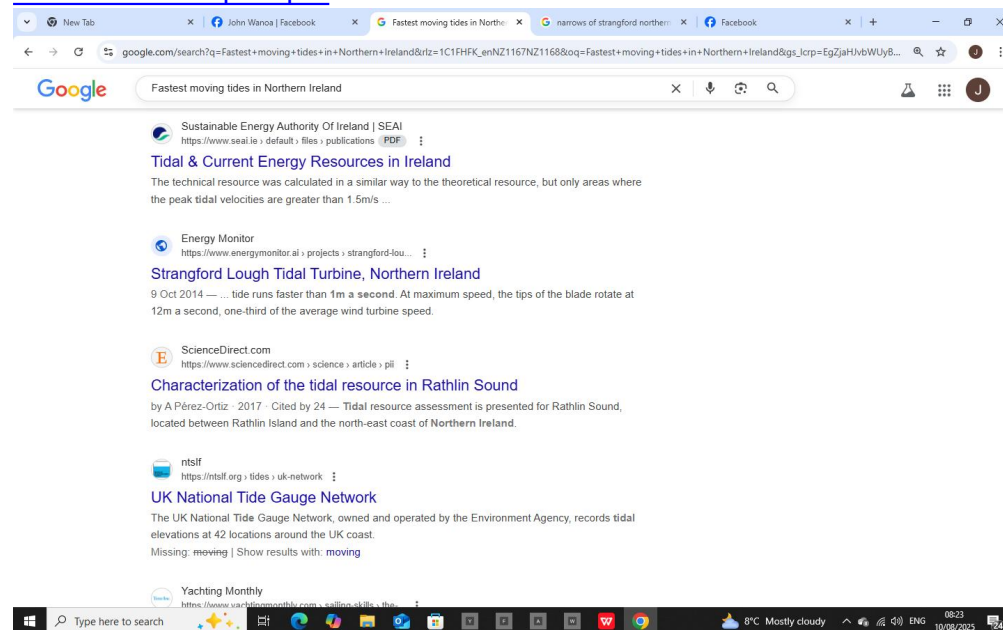 New Tab
John Wanoa | Facebook
Fastest moving tides in Norther
narrows of strangford northern
Facebook
google.com/search?q=Fastest+moving+tides+in+Northern+Ireland&rlz=1C1FHFK_enNZ1167NZ1168&oq=Fastest+moving+tides+in+Northern+Ireland&gs_lcrp=EgZjaHJvbWUyB...
Google
Fastest moving tides in Northern Ireland
J
Sustainable Energy Authority Of Ireland | SEAI
https://www.seai.ie › default › files › publications PDF
Tidal & Current Energy Resources in Ireland
The technical resource was calculated in a similar way to the theoretical resource, but only areas where
the peak tidal velocities are greater than 1.5m/s ...
Energy Monitor
https://www.energymonitor.ai › projects › strangford-lou...
Strangford Lough Tidal Turbine, Northern Ireland
9 Oct 2014 — ... tide runs faster than 1m a second. At maximum speed, the tips of the blade rotate at
12m a second, one-third of the average wind turbine speed.
E
ScienceDirect.com
https://www.sciencedirect.com › science › article › pii
Characterization of the tidal resource in Rathlin Sound
by A Pérez-Ortiz · 2017 · Cited by 24 — Tidal resource assessment is presented for Rathlin Sound,
located between Rathlin Island and the north-east coast of Northern Ireland.
ntslf
https://ntslf.org › tides › uk-network
UK National Tide Gauge Network
The UK National Tide Gauge Network, owned and operated by the Environment Agency, records tidal
elevations at 42 locations around the UK coast.
Missing: moving | Show results with: moving
Yachting Monthly
https://www.yachtingmonthly.com › sailing-skills › the-
Type here to search
8°C Mostly cloudy
ENG
08:23
10/08/2025